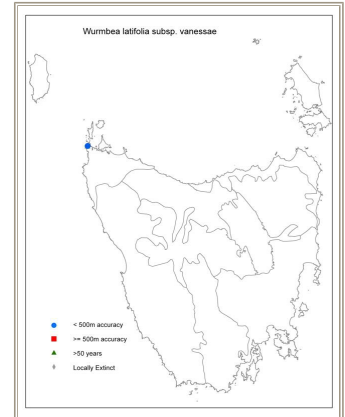 Wurmbea latifolia subsp. vanessae
< 500m accuracy
>= 500m accuracy
>50 years
Locally Extinct